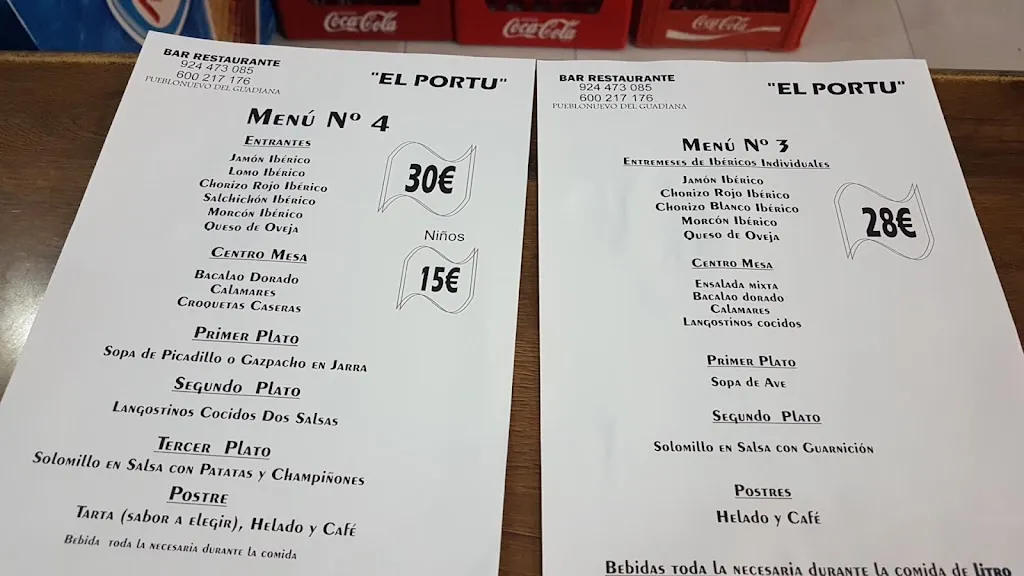 Coca-Cola
Coca-Cola
Coca-Cola
BAR RESTAURANTE
924 473 085
600 217 176
PUEBLONUEVO DEL GUADIANA
"EL PORTU"
Menú Nº 4
Entrantes
Jamón Ibérico
Lomo Ibérico
Chorizo Rojo Ibérico
Salchichón Ibérico
Morcón Ibérico
Queso de Oveja
30€
Niños
15€
Centro Mesa
Bacalao Dorado
Calamares
Croquetas Caseras
Primer Plato
Sopa de Picadillo o Gazpacho en Jarra
Segundo Plato
Langostinos Cocidos Dos Salsas
Tercer Plato
Solomillo en Salsa con Patatas y Champiñones
Postre
Tarta (sabor a elegir), Helado y Café
Bebida toda la necesaria durante la comida
BAR RESTAURANTE
924 473 085
600 217 176
PUEBLONUEVO DEL GUADIANA
"EL PORTU"
Menú Nº 3
Entremeses de Ibéricos Individuales
Jamón Ibérico
Chorizo Rojo Ibérico
Chorizo Blanco Ibérico
Morcón Ibérico
Queso de Oveja
28€
Centro Mesa
Ensalada mixta
Bacalao dorado
Calamares
Langostinos cocidos
Primer Plato
Sopa de Ave
Segundo Plato
Solomillo en Salsa con Guarnición
Postres
Helado y Café
Bebidas toda la necesaria durante la comida de litro